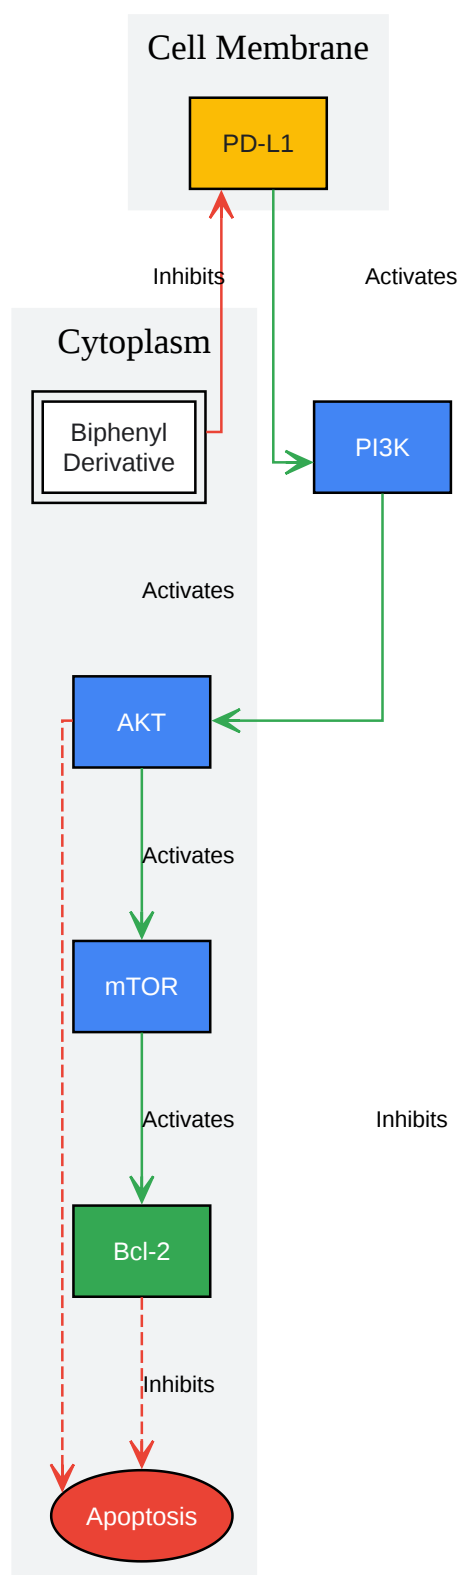 Cell Membrane
PD-L1
Inhibits
Activates
Cytoplasm
Biphenyl
Derivative
PI3K
Activates
AKT
Activates
mTOR
Activates
Inhibits
Bcl-2
Inhibits
Apoptosis